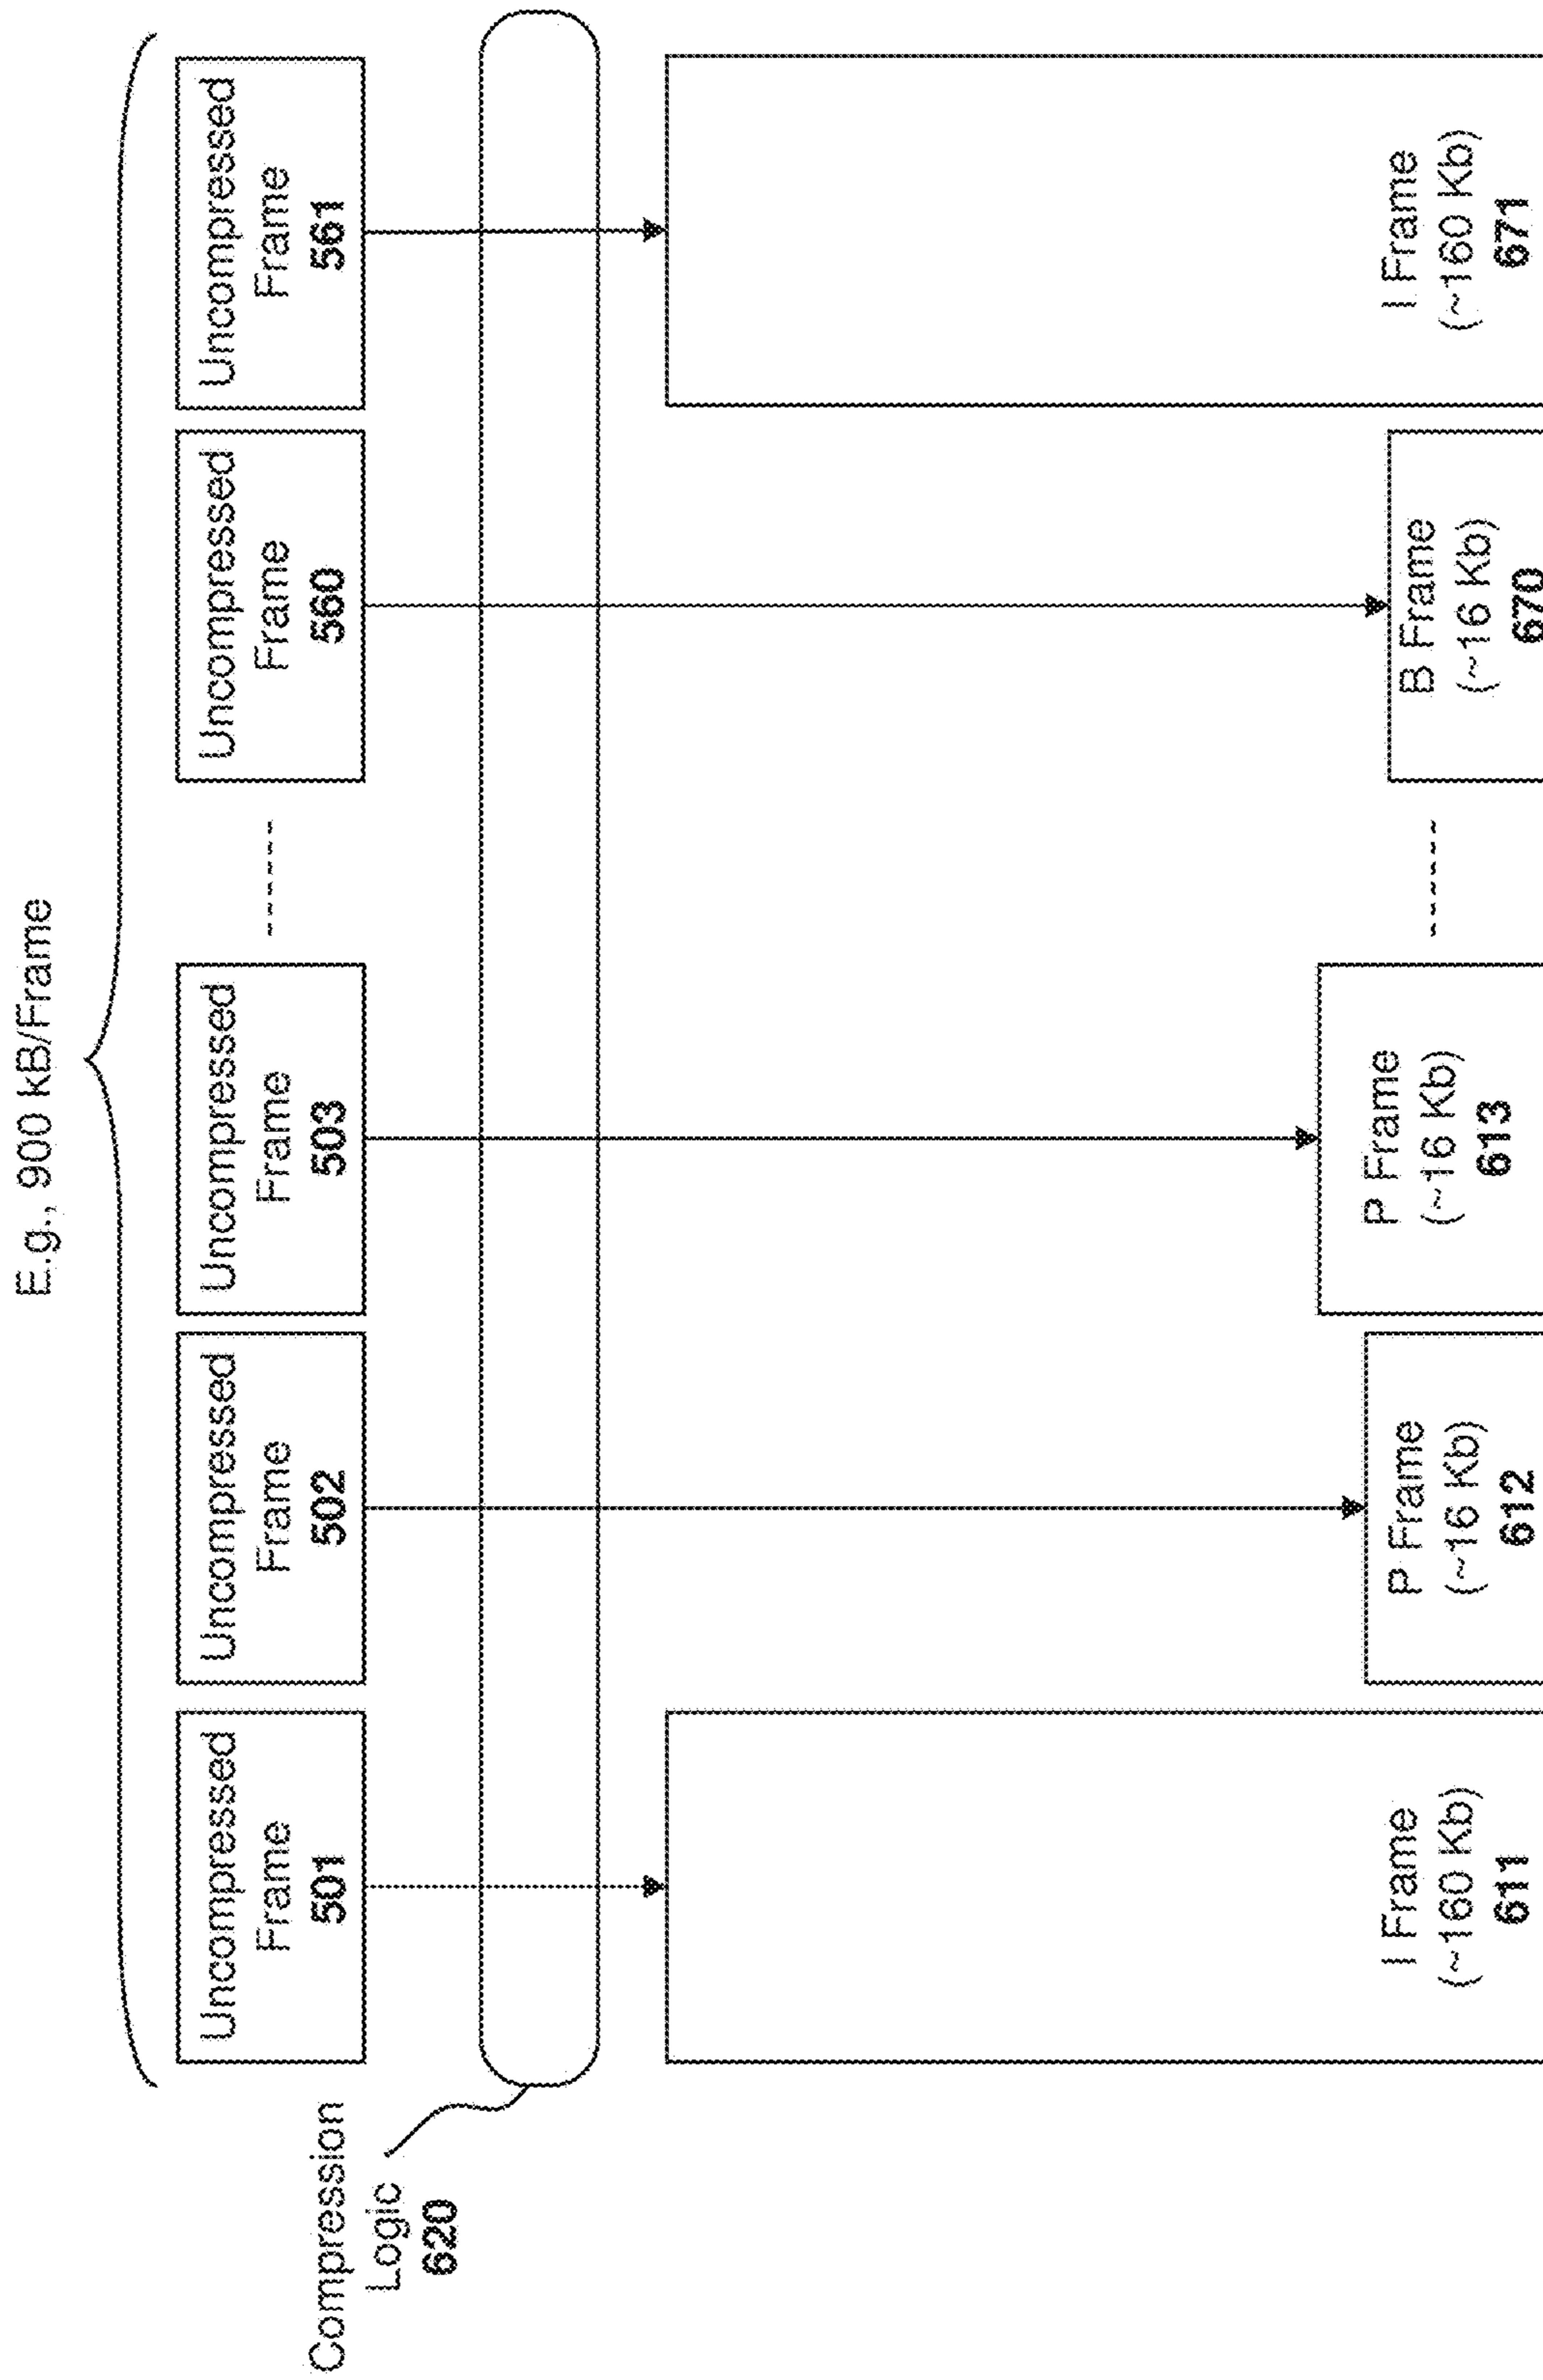 E.g., 900 kB/Frame
Uncompressed
Frame
501
Uncompressed
Frame
502
Uncompressed
Frame
503
Uncompressed
Frame
560
Uncompressed
Frame
561
Compression
Logic
620
I Frame
(~160 Kb)
611
P Frame
(~16 Kb)
612
P Frame
(~16 Kb)
613
B Frame
(~16 Kb)
670
I Frame
(~160 Kb)
671